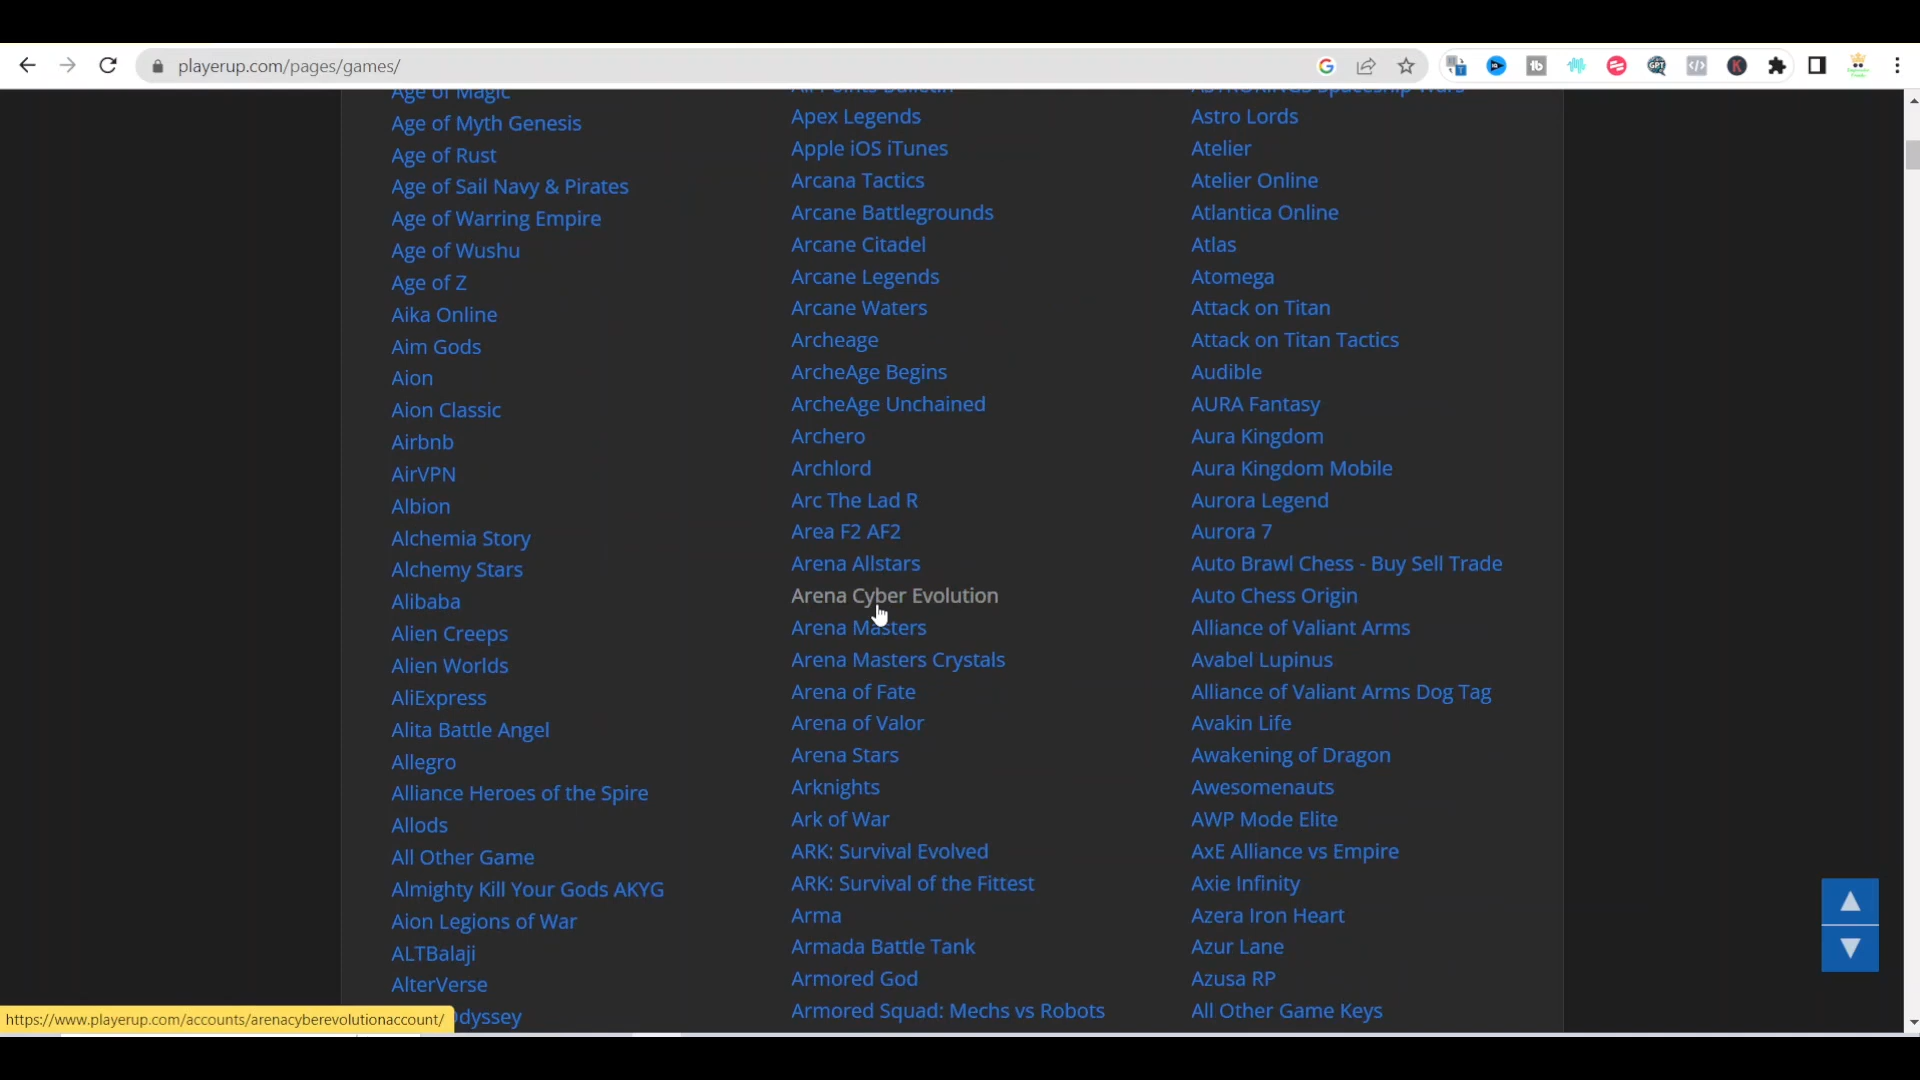 playerup.com/pages/games/
Age of Magic
Age of Myth Genesis
Age of Rust
Age of Sail Navy & Pirates
Age of Warring Empire
Age of Wushu
Age of Z
Aika Online
Aim Gods
Aion
Aion Classic
Airbnb
AirVPN
Albion
Alchemia Story
Alchemy Stars
Alibaba
Alien Creeps
Alien Worlds
AliExpress
Alita Battle Angel
Allegro
Alliance Heroes of the Spire
Allods
All Other Game
Almighty Kill Your Gods AKYG
Aion Legions of War
ALTBalaji
AlterVerse
dyssey
All Points Bulletin
Apex Legends
Apple iOS iTunes
Arcana Tactics
Arcane Battlegrounds
Arcane Citadel
Arcane Legends
Arcane Waters
Archeage
ArcheAge Begins
ArcheAge Unchained
Archero
Archlord
Arc The Lad R
Area F2 AF2
Arena Allstars
Arena Cyber Evolution
Arena Masters
Arena Masters Crystals
Arena of Fate
Arena of Valor
Arena Stars
Arknights
Ark of War
ARK: Survival Evolved
ARK: Survival of the Fittest
Arma
Armada Battle Tank
Armored God
Armored Squad: Mechs vs Robots
ASTROKINGS Spaceship Wars
Astro Lords
Atelier
Atelier Online
Atlantica Online
Atlas
Atomega
Attack on Titan
Attack on Titan Tactics
Audible
AURA Fantasy
Aura Kingdom
Aura Kingdom Mobile
Aurora Legend
Aurora 7
Auto Brawl Chess - Buy Sell Trade
Auto Chess Origin
Alliance of Valiant Arms
Avabel Lupinus
Alliance of Valiant Arms Dog Tag
Avakin Life
Awakening of Dragon
Awesomenauts
AWP Mode Elite
AxE Alliance vs Empire
Axie Infinity
Azera Iron Heart
Azur Lane
Azusa RP
All Other Game Keys
https://www.playerup.com/accounts/arenacyberevolutionaccount/